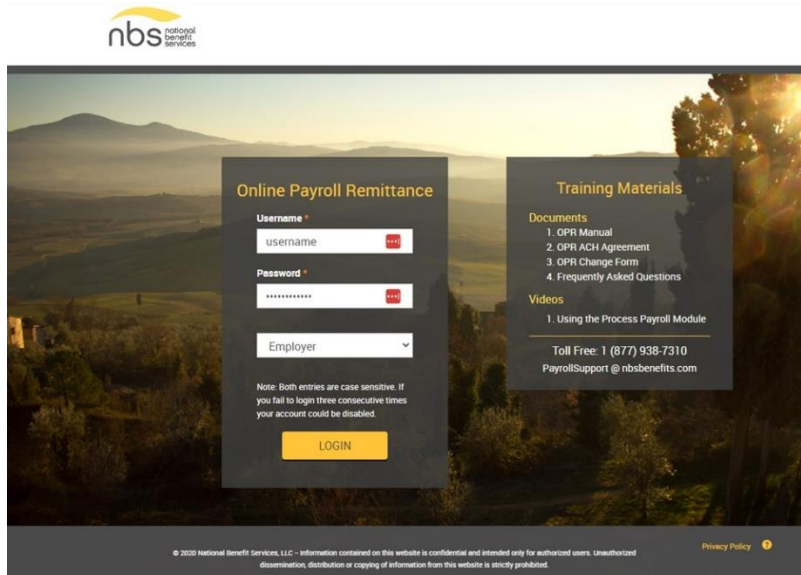 nbs national
benefit
services
Online Payroll Remittance
Username *
username
Password *
••••••••••••
Employer
Note: Both entries are case sensitive. If
you fail to login three consecutive times
your account could be disabled.
LOGIN
Training Materials
Documents
1. OPR Manual
2. OPR ACH Agreement
3. OPR Change Form
4. Frequently Asked Questions
Videos
1. Using the Process Payroll Module
Toll Free: 1 (877) 938-7310
PayrollSupport @ nbsbenefits.com
Privacy Policy ?
© 2020 National Benefit Services, LLC – Information contained on this website is confidential and intended only for authorized users. Unauthorized
dissemination, distribution or copying of information from this website is strictly prohibited.